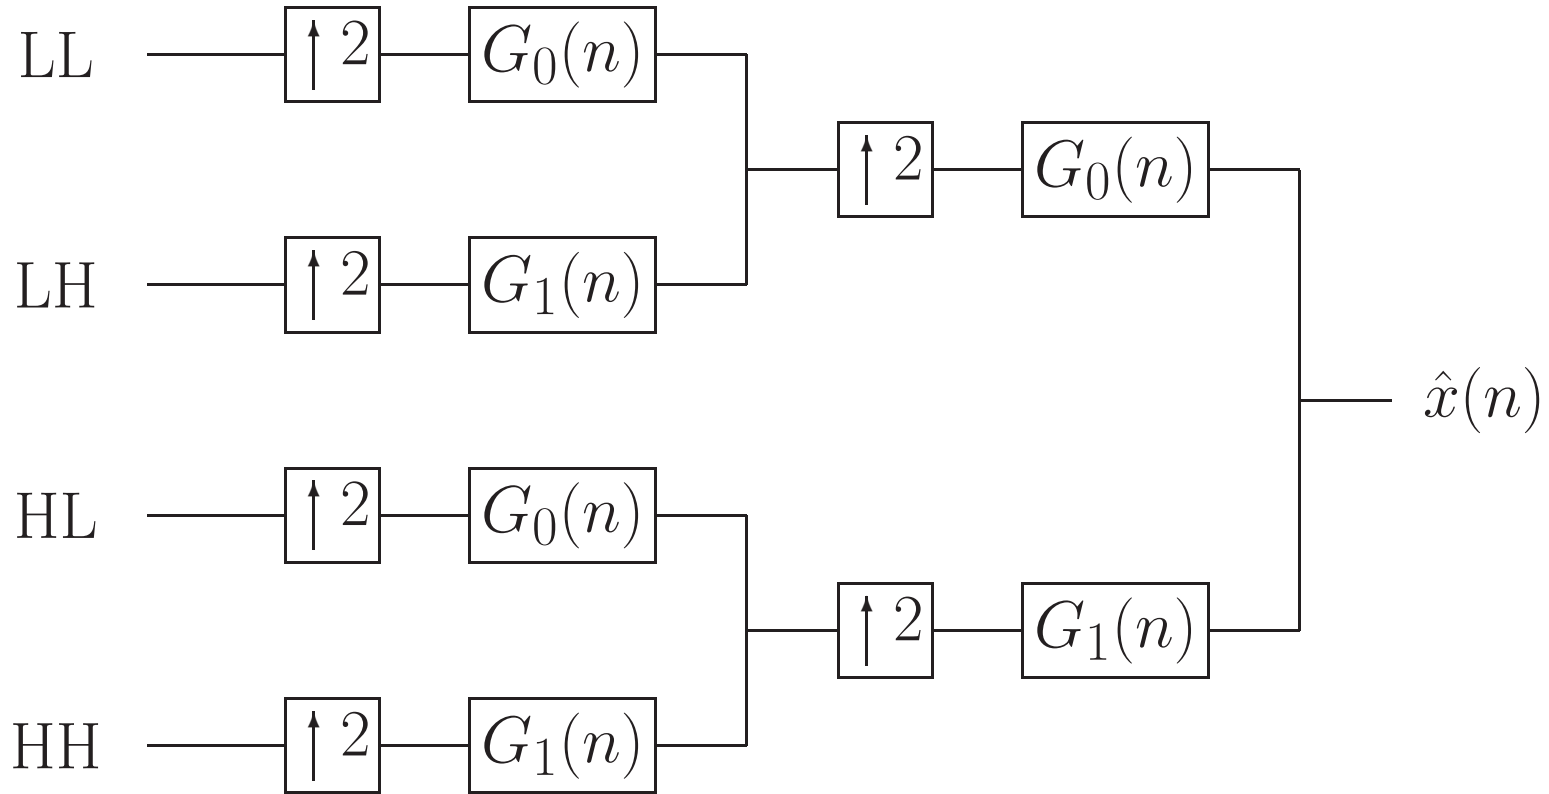 LL ↑2 G₀(n)
↑2 G₀(n)
LH ↑2 G₁(n)
x̂(n)
HL ↑2 G₀(n)
↑2 G₁(n)
HH ↑2 G₁(n)